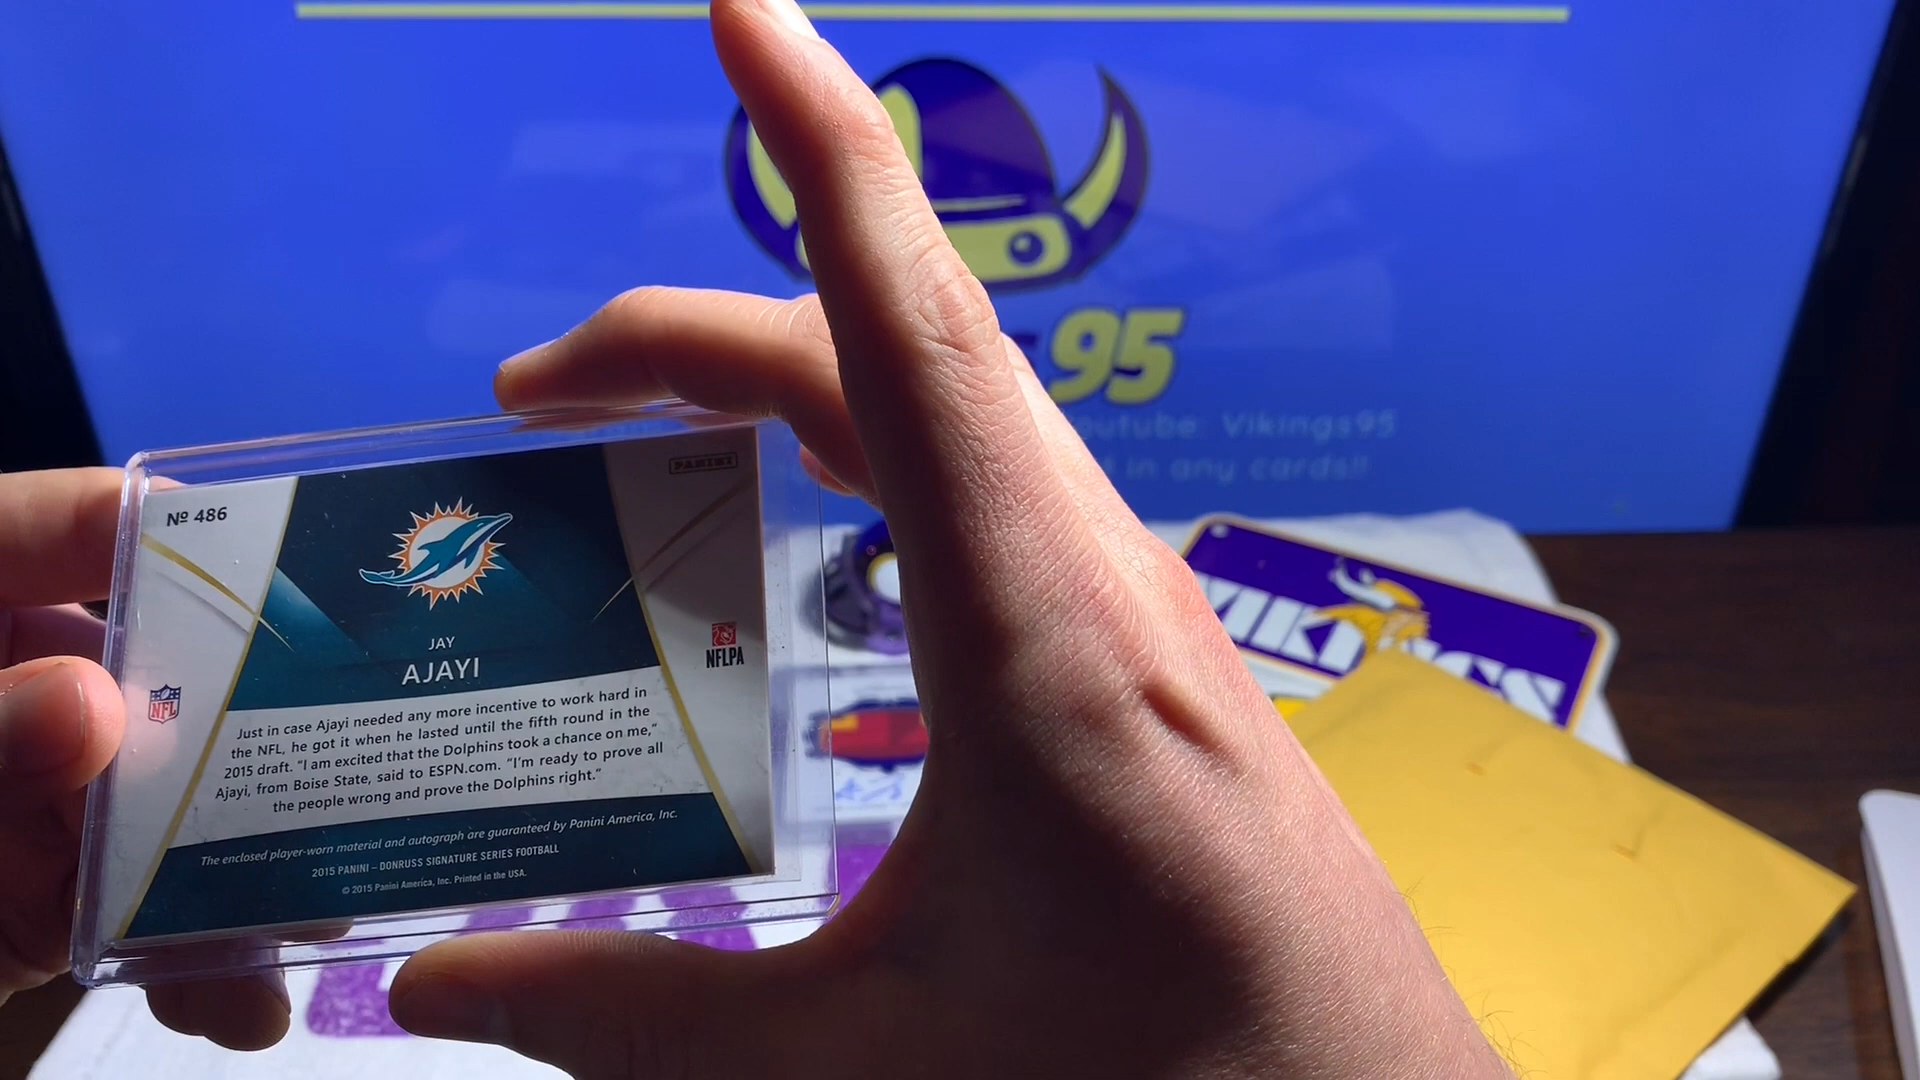 95
Youtube: Vikings95
in any cards!!
PANINI
№ 486
NFLPA
NFL
JAY
AJAYI
Just in case Ajayi needed any more incentive to work hard in
the NFL, he got it when he lasted until the fifth round in the
2015 draft. “I am excited that the Dolphins took a chance on me,”
Ajayi, from Boise State, said to ESPN.com. “I’m ready to prove all
the people wrong and prove the Dolphins right.”
The enclosed player-worn material and autograph are guaranteed by Panini America, Inc.
2015 PANINI – DONRUSS SIGNATURE SERIES FOOTBALL
© 2015 Panini America, Inc. Printed in the USA.
VIKINGS